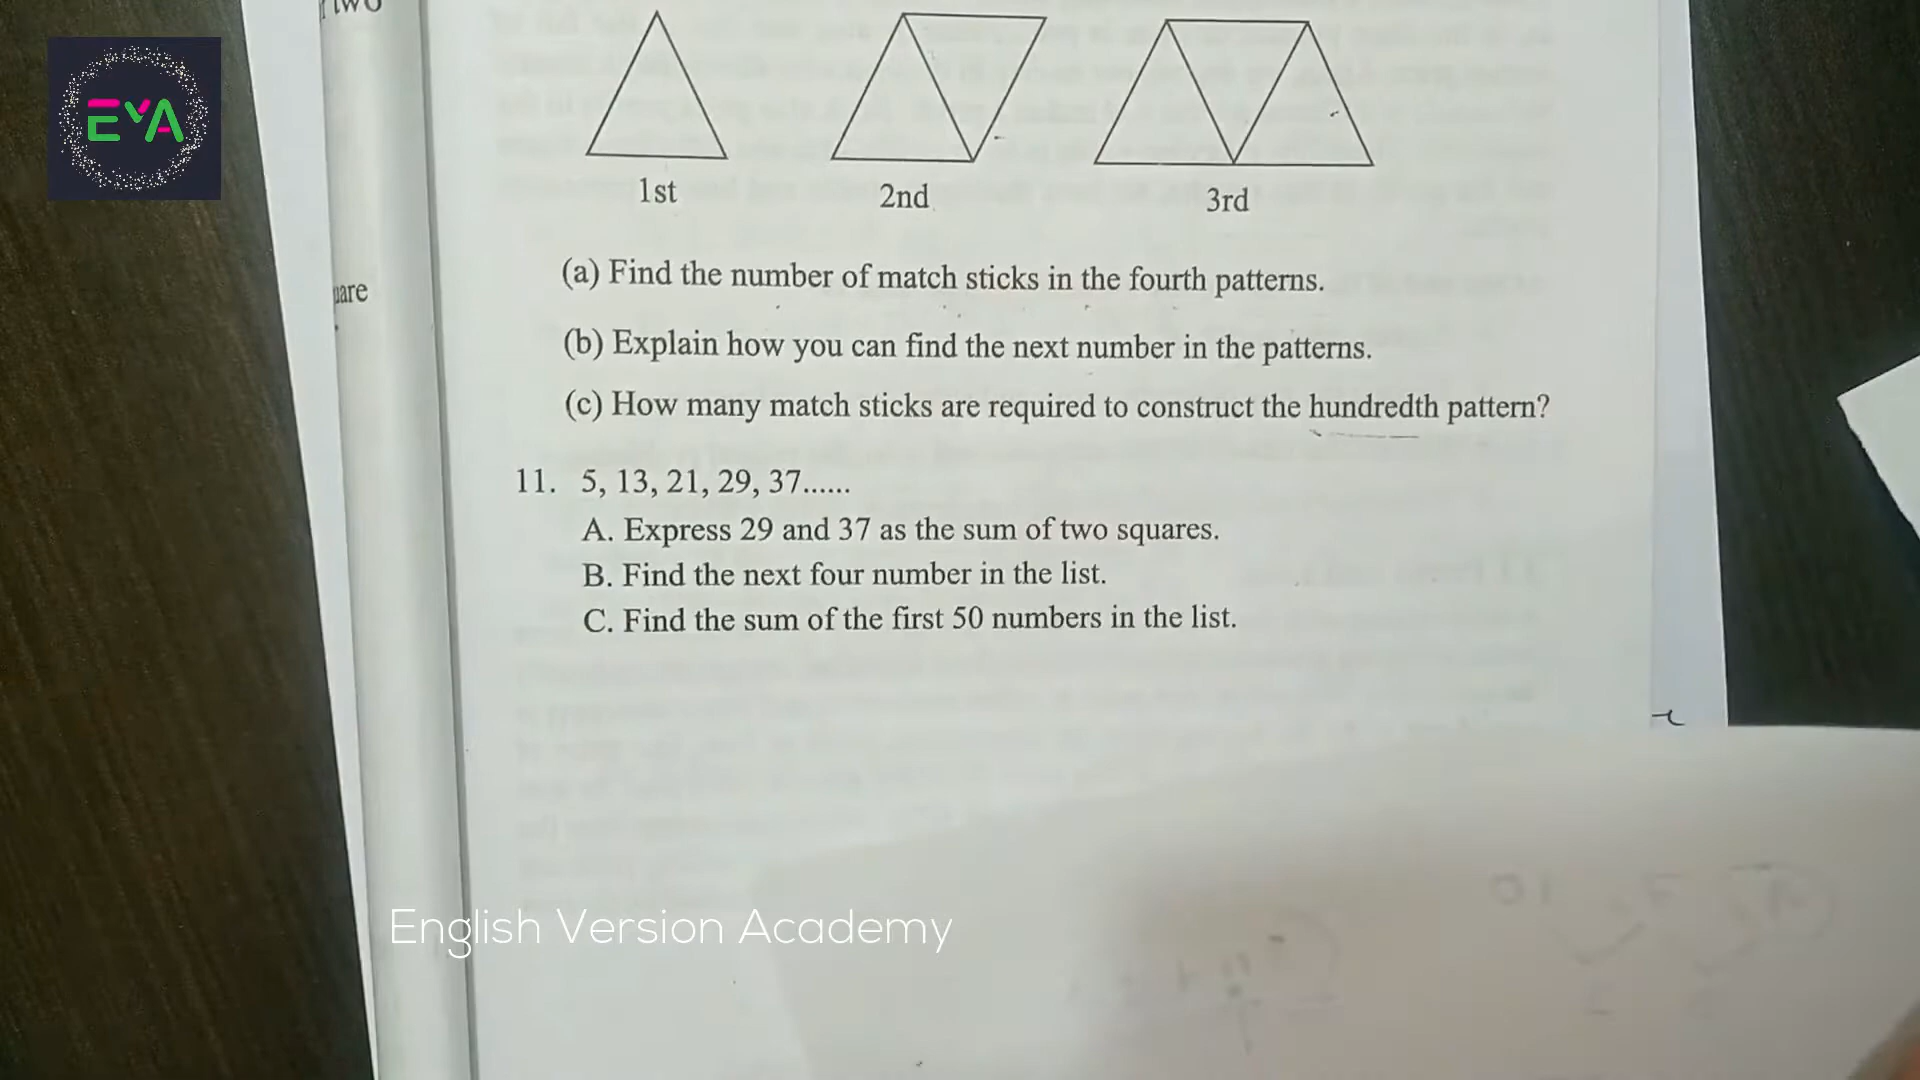 EVA
1st
2nd
3rd
(a) Find the number of match sticks in the fourth patterns.
(b) Explain how you can find the next number in the patterns.
(c) How many match sticks are required to construct the hundredth pattern?
11. 5, 13, 21, 29, 37......
A. Express 29 and 37 as the sum of two squares.
B. Find the next four number in the list.
C. Find the sum of the first 50 numbers in the list.
English Version Academy